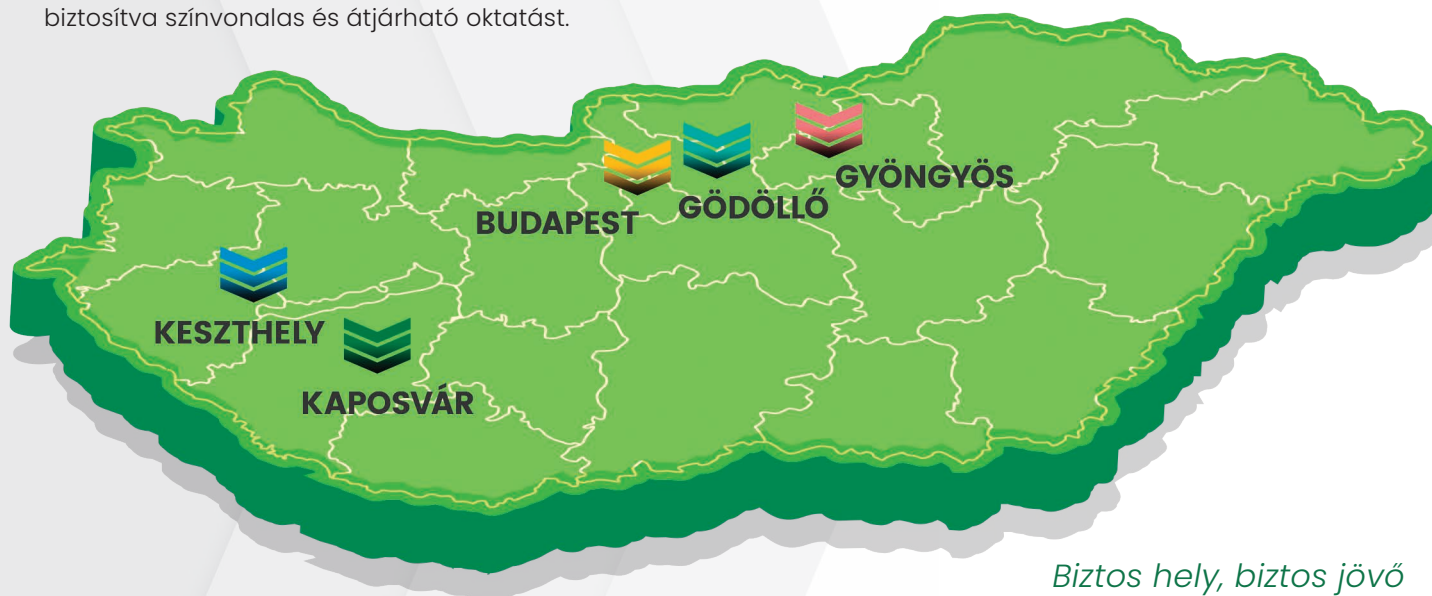 biztosítva színvonalas és átjárható oktatást.
GYÖNGYÖS
GÖDÖLLŐ
BUDAPEST
KESZTHELY
KAPOSVÁR
Biztos hely, biztos jövő